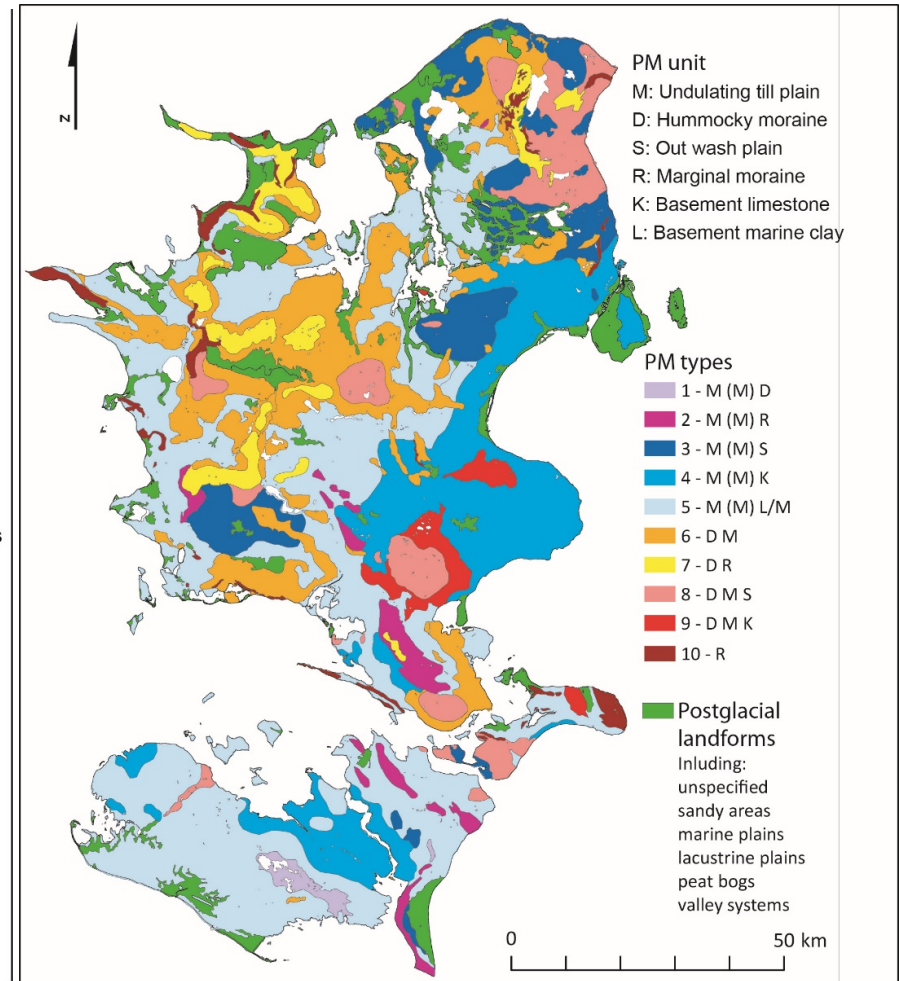 N
PM unit
M: Undulating till plain
D: Hummocky moraine
S: Out wash plain
R: Marginal moraine
K: Basement limestone
L: Basement marine clay
PM types
1 - M (M) D
2 - M (M) R
3 - M (M) S
4 - M (M) K
5 - M (M) L/M
6 - D M
7 - D R
8 - D M S
9 - D M K
10 - R
Postglacial
landforms
Inluding:
unspecified
sandy areas
marine plains
lacustrine plains
peat bogs
valley systems
0 50 km